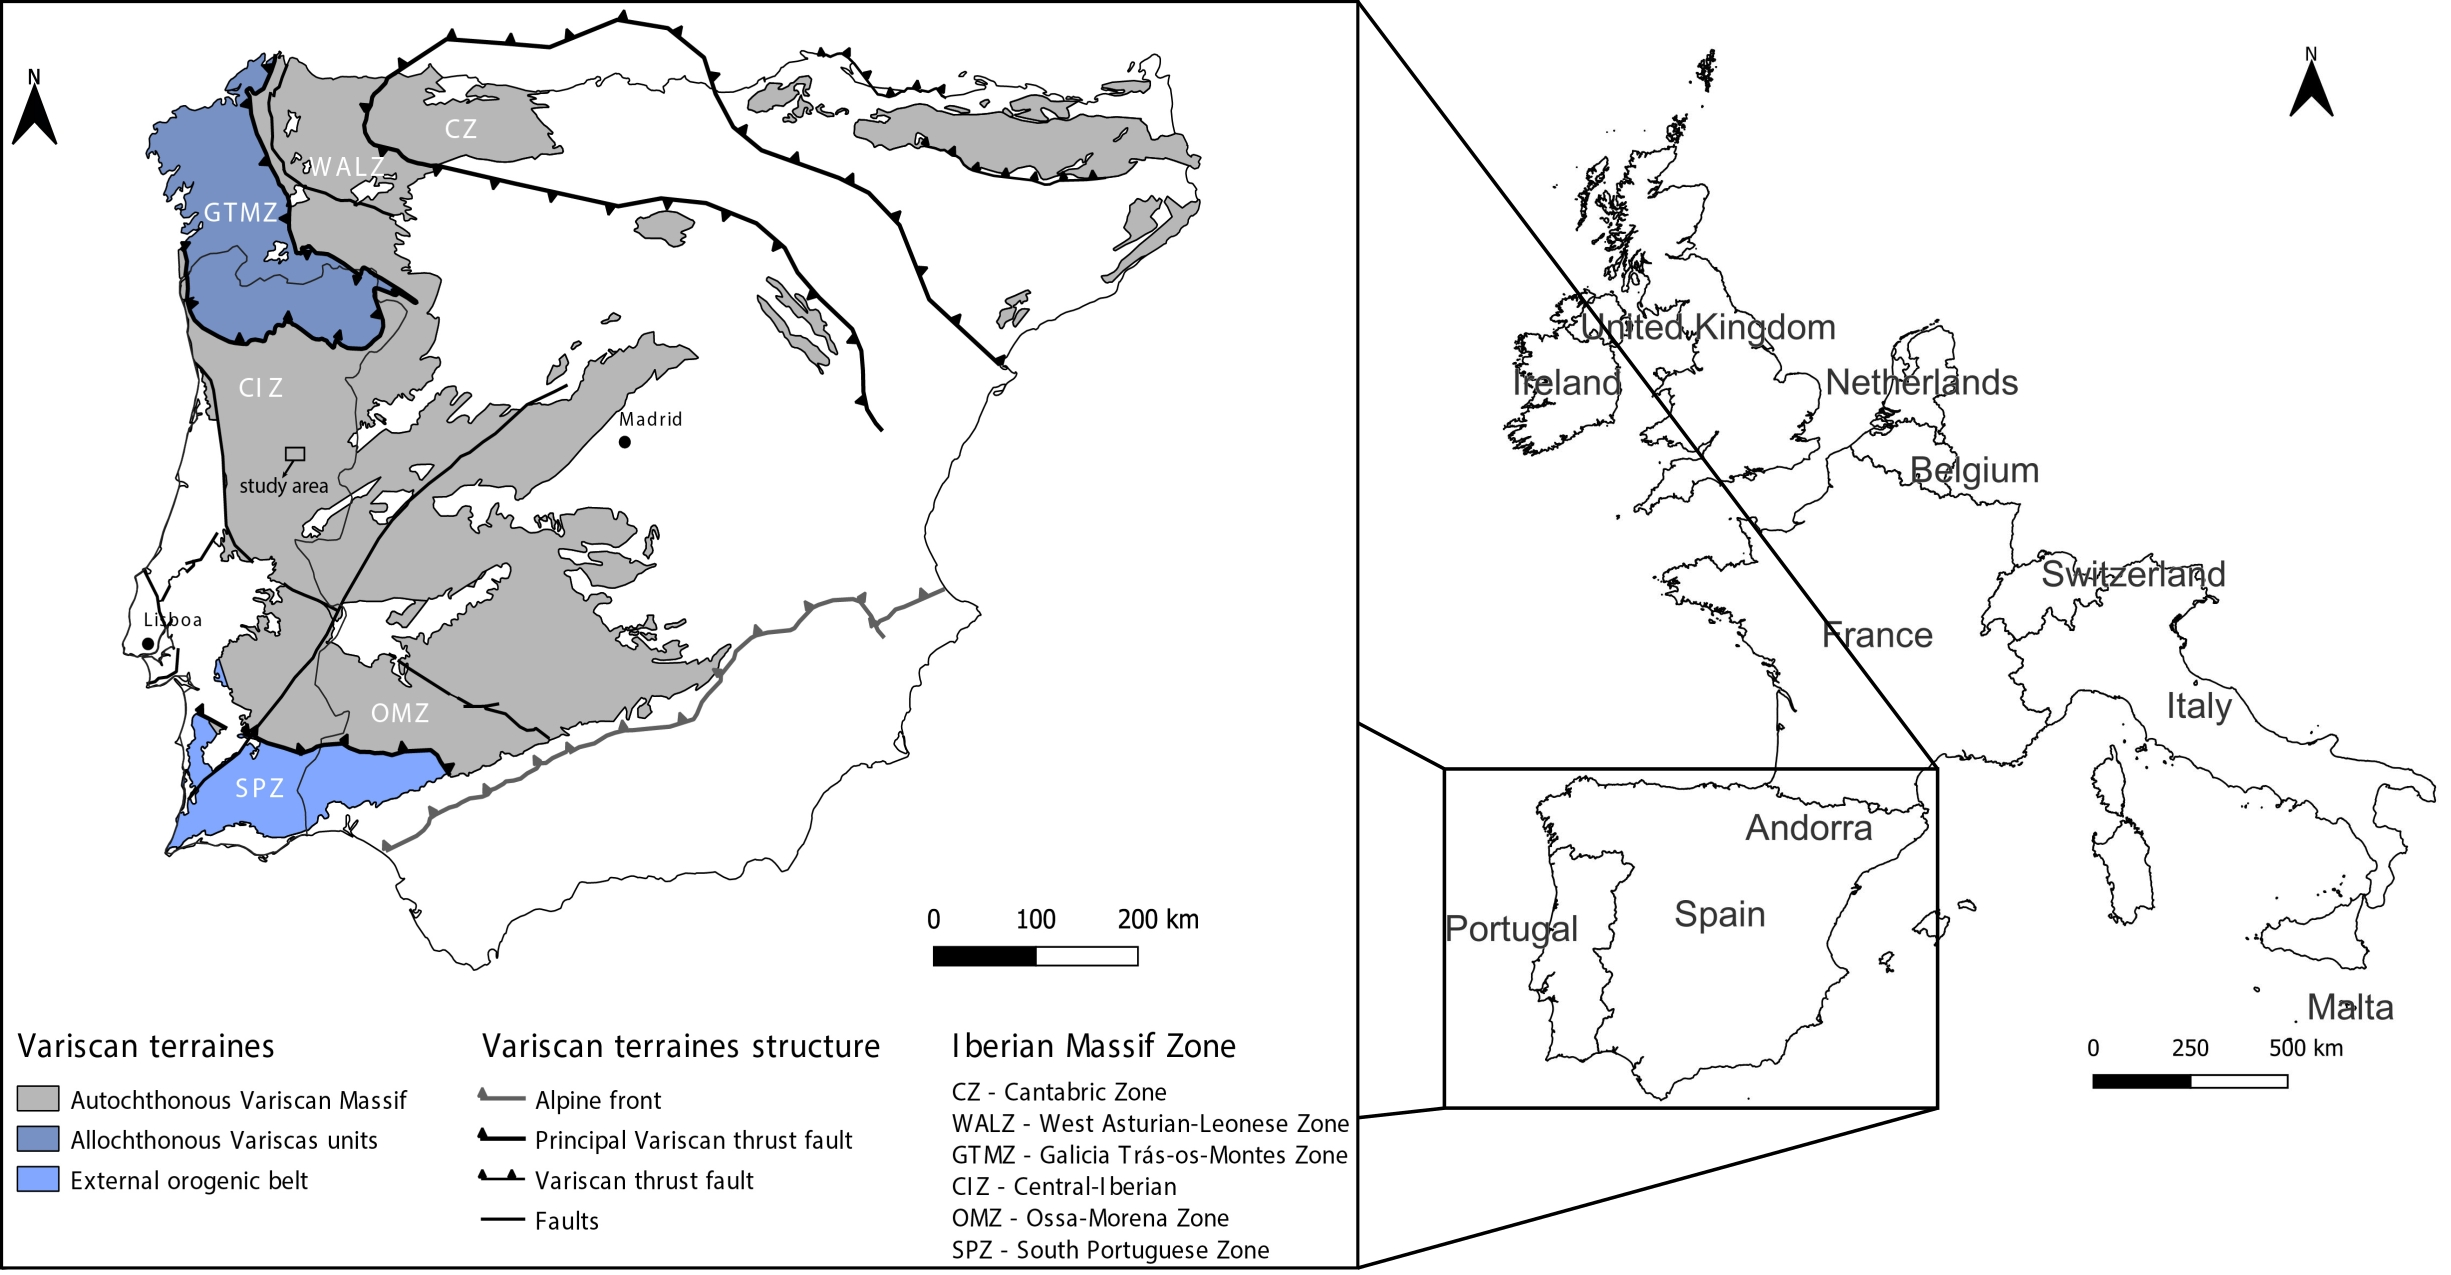 N
CZ
WALZ
GTMZ
CIZ
Madrid
study area
Lisboa
OMZ
SPZ
0 100 200 km
Variscan terraines
Autochthonous Variscan Massif
Allochthonous Variscas units
External orogenic belt
Variscan terraines structure
Alpine front
Principal Variscan thrust fault
Variscan thrust fault
Faults
Iberian Massif Zone
CZ - Cantabric Zone
WALZ - West Asturian-Leonese Zone
GTMZ - Galicia Trás-os-Montes Zone
CIZ - Central-Iberian
OMZ - Ossa-Morena Zone
SPZ - South Portuguese Zone
N
United Kingdom
Ireland
Netherlands
Belgium
Switzerland
France
Italy
Andorra
Spain
Portugal
Malta
0 250 500 km